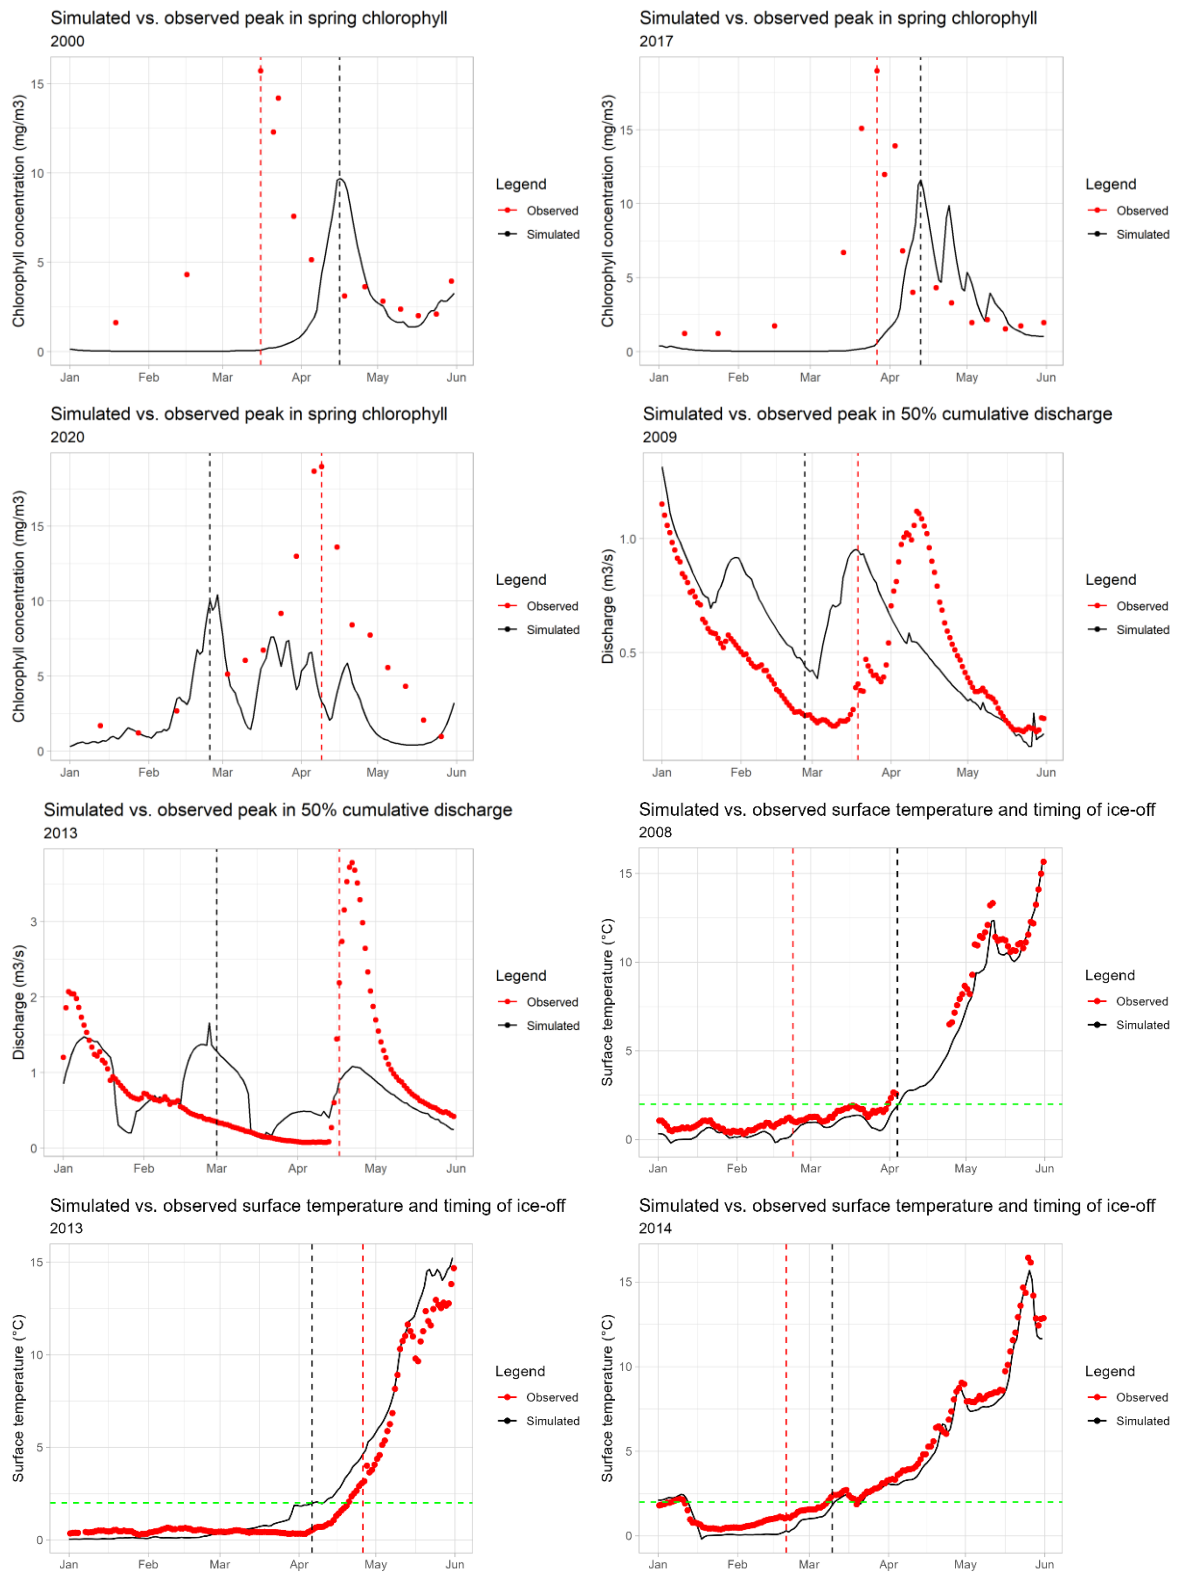 Simulated vs. observed peak in spring chlorophyll
2000
Chlorophyll concentration (mg/m3)
15
10
5
0
Jan Feb Mar Apr May Jun
Legend
Observed
Simulated
Simulated vs. observed peak in spring chlorophyll
2017
Chlorophyll concentration (mg/m3)
15
10
5
0
Jan Feb Mar Apr May Jun
Legend
Observed
Simulated
Simulated vs. observed peak in spring chlorophyll
2020
Chlorophyll concentration (mg/m3)
15
10
5
0
Jan Feb Mar Apr May Jun
Legend
Observed
Simulated
Simulated vs. observed peak in 50% cumulative discharge
2009
Discharge (m3/s)
1.0
0.5
Jan Feb Mar Apr May Jun
Legend
Observed
Simulated
Simulated vs. observed peak in 50% cumulative discharge
2013
Discharge (m3/s)
3
2
1
0
Jan Feb Mar Apr May Jun
Legend
Observed
Simulated
Simulated vs. observed surface temperature and timing of ice-off
2008
Surface temperature (°C)
15
10
5
0
Jan Feb Mar Apr May Jun
Legend
Observed
Simulated
Simulated vs. observed surface temperature and timing of ice-off
2013
Surface temperature (°C)
15
10
5
0
Jan Feb Mar Apr May Jun
Legend
Observed
Simulated
Simulated vs. observed surface temperature and timing of ice-off
2014
Surface temperature (°C)
15
10
5
0
Jan Feb Mar Apr May Jun
Legend
Observed
Simulated